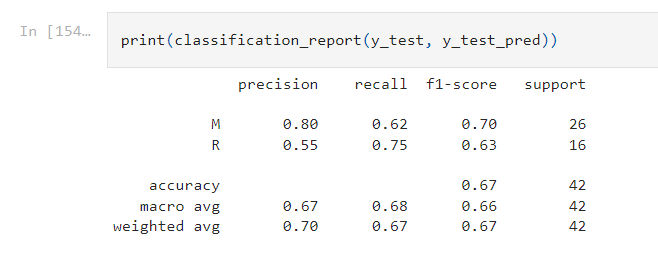 In [154…
print(classification_report(y_test, y_test_pred))
precision recall f1-score support
M 0.80 0.62 0.70 26
R 0.55 0.75 0.63 16
accuracy 0.67 42
macro avg 0.67 0.68 0.66 42
weighted avg 0.70 0.67 0.67 42